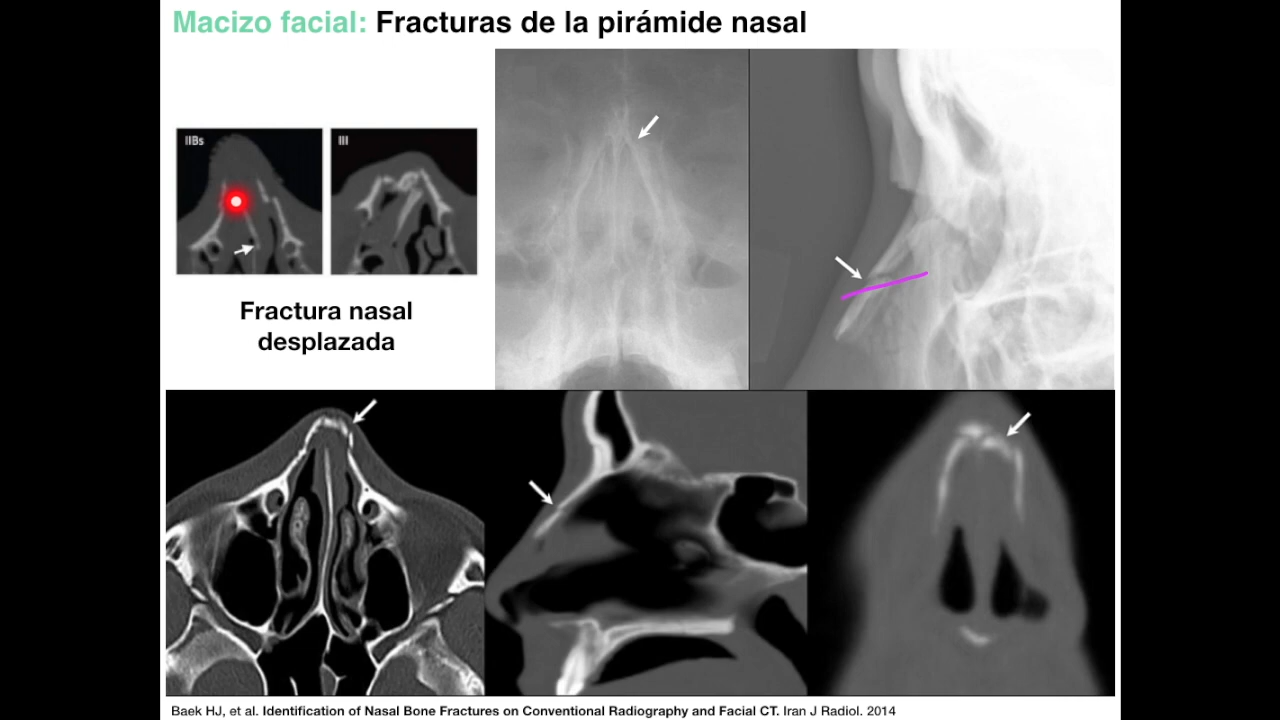 Macizo facial: Fracturas de la pirámide nasal
IIBs
III
Fractura nasal
desplazada
Baek HJ, et al. Identification of Nasal Bone Fractures on Conventional Radiography and Facial CT. Iran J Radiol. 2014